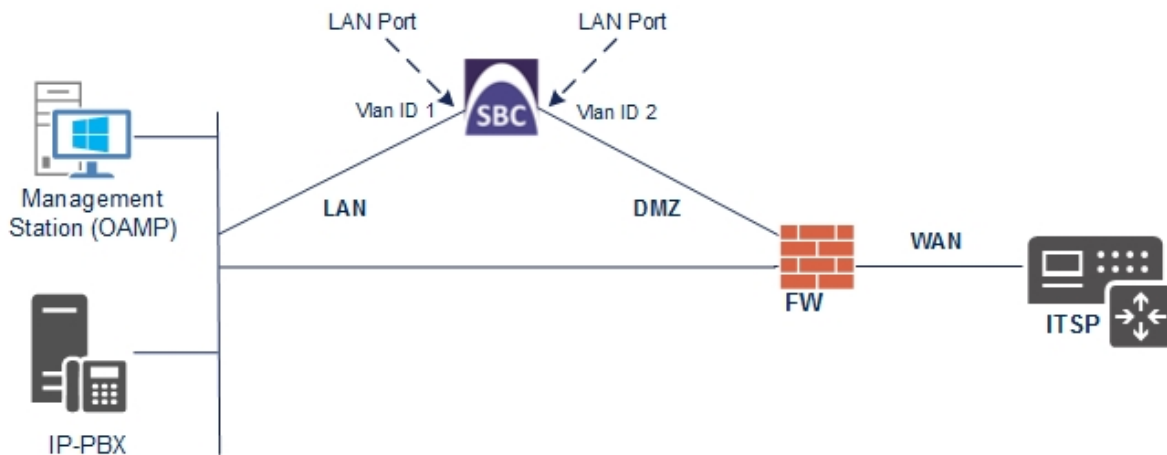 LAN Port
LAN Port
Vlan ID 1
SBC
Vlan ID 2
Management
Station (OAMP)
LAN
DMZ
WAN
FW
ITSP
IP-PBX